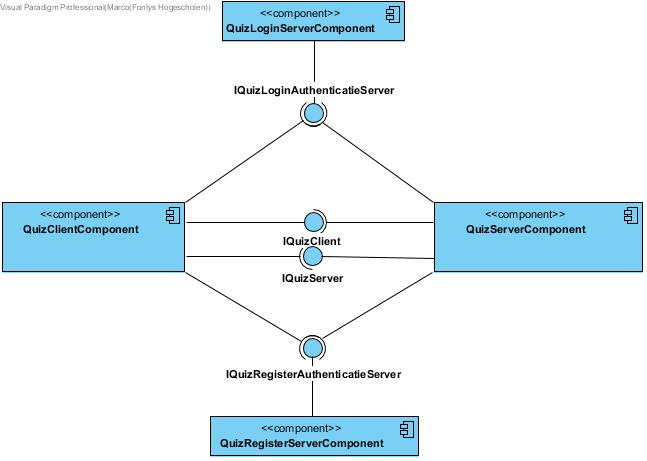 Visual Paradigm Professional(Marco(Fontys Hogescholen))
<<component>>
QuizLoginServerComponent
IQuizLoginAuthenticatieServer
<<component>>
QuizClientComponent
<<component>>
QuizServerComponent
IQuizClient
IQuizServer
IQuizRegisterAuthenticatieServer
<<component>>
QuizRegisterServerComponent